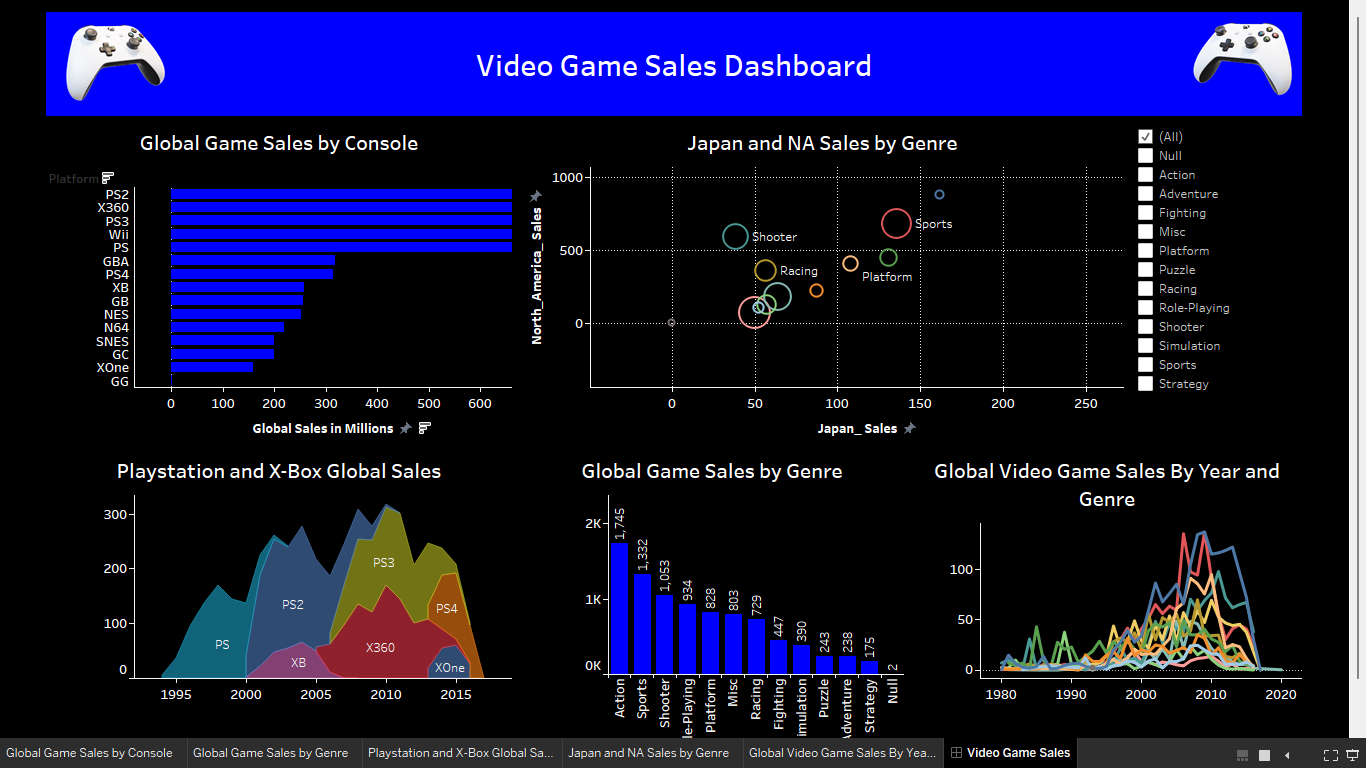 Video Game Sales Dashboard
Global Game Sales by Console
Platform
PS2
X360
PS3
Wii
PS
GBA
PS4
XB
GB
NES
N64
SNES
GC
XOne
GG
0 100 200 300 400 500 600
Global Sales in Millions
Japan and NA Sales by Genre
North_America_ Sales
1000
500
0
Shooter
Racing
Sports
Platform
0 50 100 150 200 250
Japan_ Sales
(All)
Null
Action
Adventure
Fighting
Misc
Platform
Puzzle
Racing
Role-Playing
Shooter
Simulation
Sports
Strategy
Playstation and X-Box Global Sales
300
200
100
0
PS
PS2
XB
PS3
X360
PS4
XOne
1995 2000 2005 2010 2015
Global Game Sales by Genre
2K
1K
0K
1,745
1,332
1,053
934
828
803
729
447
390
243
238
175
2
Action
Sports
Shooter
le-Playing
Platform
Misc
Racing
Fighting
imulation
Puzzle
Adventure
Strategy
Null
Global Video Game Sales By Year and
Genre
100
50
0
1980 1990 2000 2010 2020
Global Game Sales by Console
Global Game Sales by Genre
Playstation and X-Box Global Sa...
Japan and NA Sales by Genre
Global Video Game Sales By Yea...
Video Game Sales